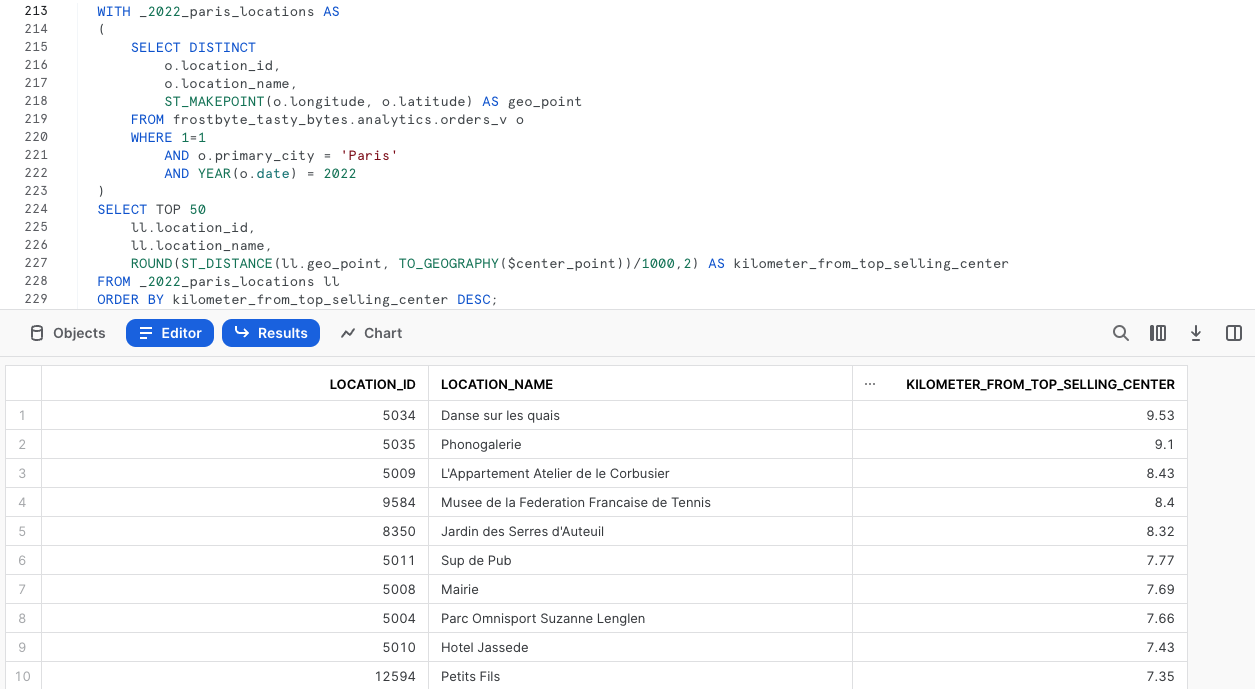 213 WITH _2022_paris_locations AS
214 (
215 SELECT DISTINCT
216 o.location_id,
217 o.location_name,
218 ST_MAKEPOINT(o.longitude, o.latitude) AS geo_point
219 FROM frostbyte_tasty_bytes.analytics.orders_v o
220 WHERE 1=1
221 AND o.primary_city = 'Paris'
222 AND YEAR(o.date) = 2022
223 )
224 SELECT TOP 50
225 ll.location_id,
226 ll.location_name,
227 ROUND(ST_DISTANCE(ll.geo_point, TO_GEOGRAPHY($center_point))/1000,2) AS kilometer_from_top_selling_center
228 FROM _2022_paris_locations ll
229 ORDER BY kilometer_from_top_selling_center DESC;
Objects Editor Results Chart
LOCATION_ID LOCATION_NAME ... KILOMETER_FROM_TOP_SELLING_CENTER
1 5034 Danse sur les quais 9.53
2 5035 Phonogalerie 9.1
3 5009 L'Appartement Atelier de le Corbusier 8.43
4 9584 Musee de la Federation Francaise de Tennis 8.4
5 8350 Jardin des Serres d'Auteuil 8.32
6 5011 Sup de Pub 7.77
7 5008 Mairie 7.69
8 5004 Parc Omnisport Suzanne Lenglen 7.66
9 5010 Hotel Jassede 7.43
10 12594 Petits Fils 7.35